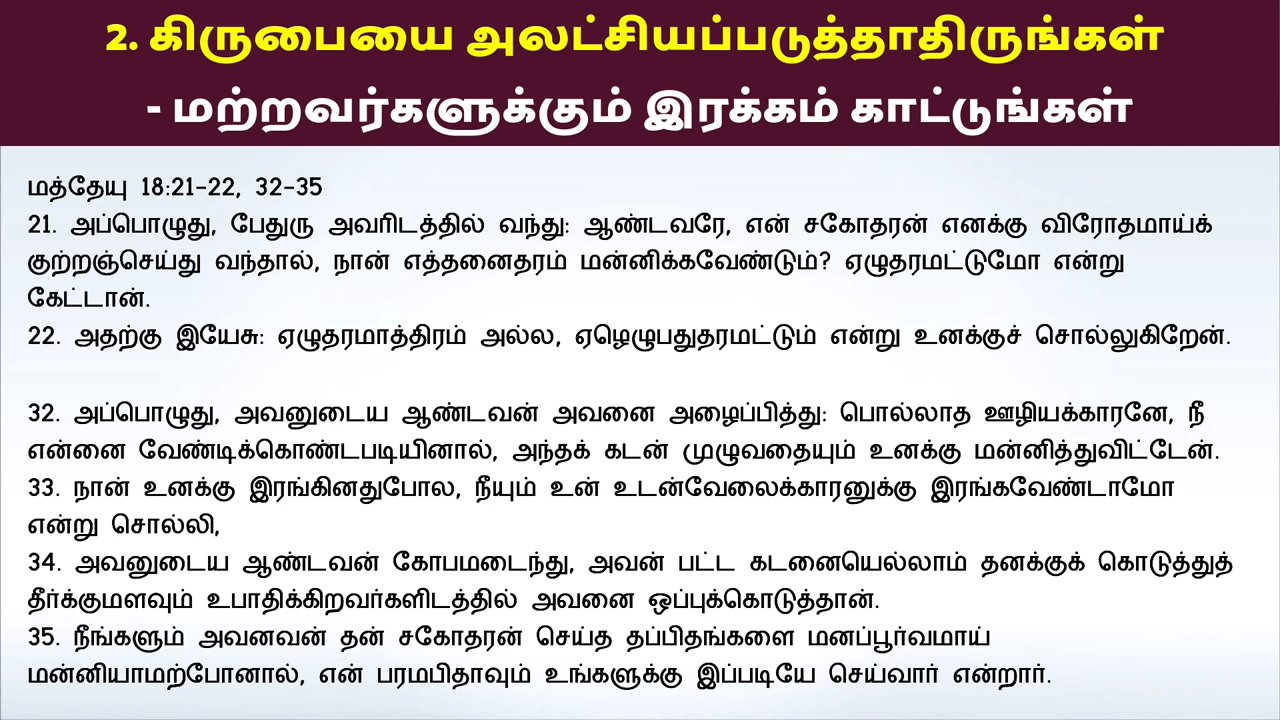 2. கிருபையை அலட்சியப்படுத்தாதிருங்கள்
- மற்றவர்களுக்கும் இரக்கம் காட்டுங்கள்
மத்தேயு 18:21-22, 32-35
21. அப்பொழுது, பேதுரு அவரிடத்தில் வந்து: ஆண்டவரே, என் சகோதரன் எனக்கு விரோதமாய்க்
குற்றஞ்செய்து வந்தால், நான் எத்தனைதரம் மன்னிக்கவேண்டும்? ஏழுதரமட்டுமோ என்று
கேட்டான்.
22. அதற்கு இயேசு: ஏழுதரமாத்திரம் அல்ல, ஏழெழுபதுதரமட்டும் என்று உனக்குச் சொல்லுகிறேன்.
32. அப்பொழுது, அவனுடைய ஆண்டவன் அவனை அழைப்பித்து: பொல்லாத ஊழியக்காரனே, நீ
என்னை வேண்டிக்கொண்டபடியினால், அந்தக் கடன் முழுவதையும் உனக்கு மன்னித்துவிட்டேன்.
33. நான் உனக்கு இரங்கினதுபோல, நீயும் உன் உடன்வேலைக்காரனுக்கு இரங்கவேண்டாமோ
என்று சொல்லி,
34. அவனுடைய ஆண்டவன் கோபமடைந்து, அவன் பட்ட கடனையெல்லாம் தனக்குக் கொடுத்துத்
தீர்க்குமளவும் உபாதிக்கிறவர்களிடத்தில் அவனை ஒப்புக்கொடுத்தான்.
35. நீங்களும் அவனவன் தன் சகோதரன் செய்த தப்பிதங்களை மனப்பூர்வமாய்
மன்னியாமற்போனால், என் பரமபிதாவும் உங்களுக்கு இப்படியே செய்வார் என்றார்.